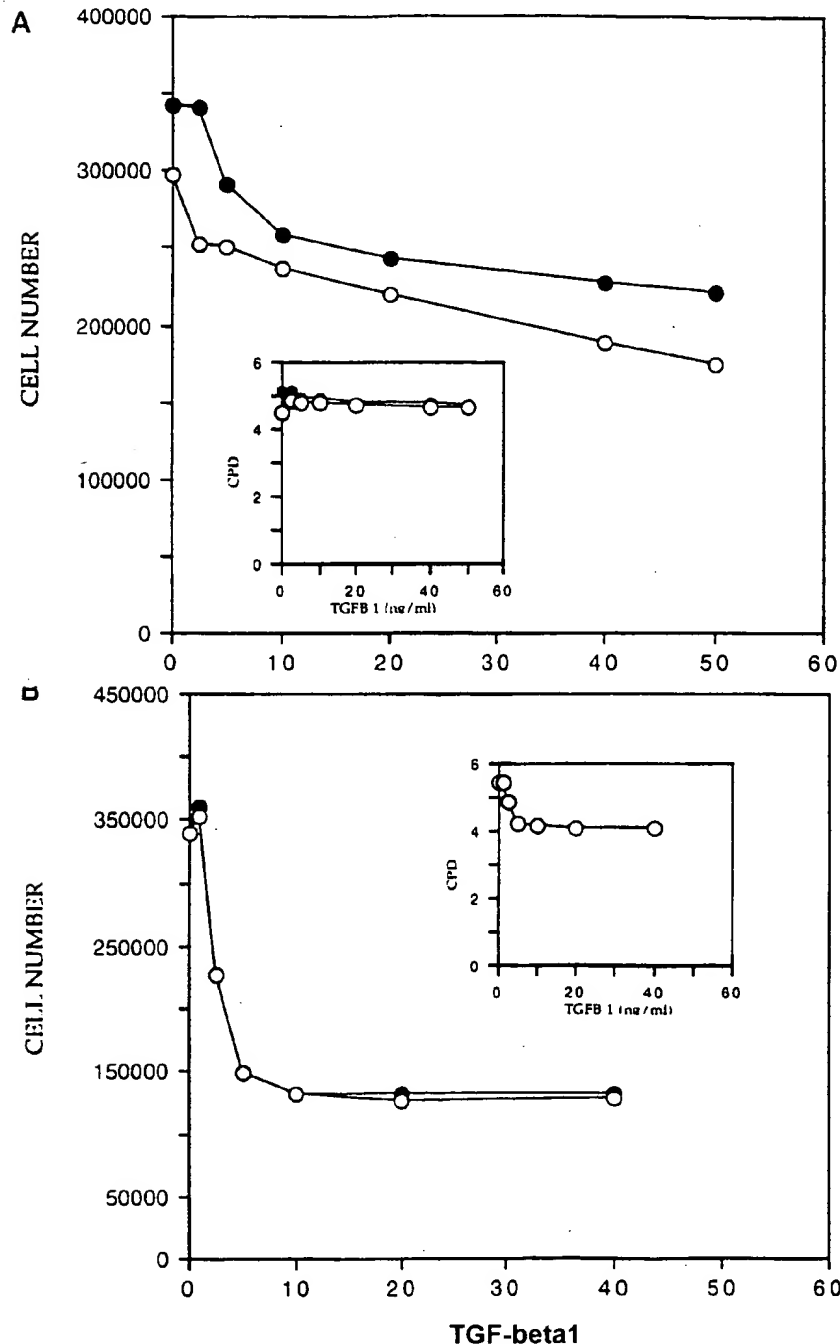 A
400000
300000
200000
100000
0
CELL NUMBER
0 10 20 30 40 50 60
6
4
2
0
CPD
0 20 40 60
TGFB 1 (ng/ml)
450000
350000
250000
150000
50000
0
CELL NUMBER
0 10 20 30 40 50 60
6
4
2
0
CPD
0 20 40 60
TGFB 1 (ng/ml)
TGF-beta1